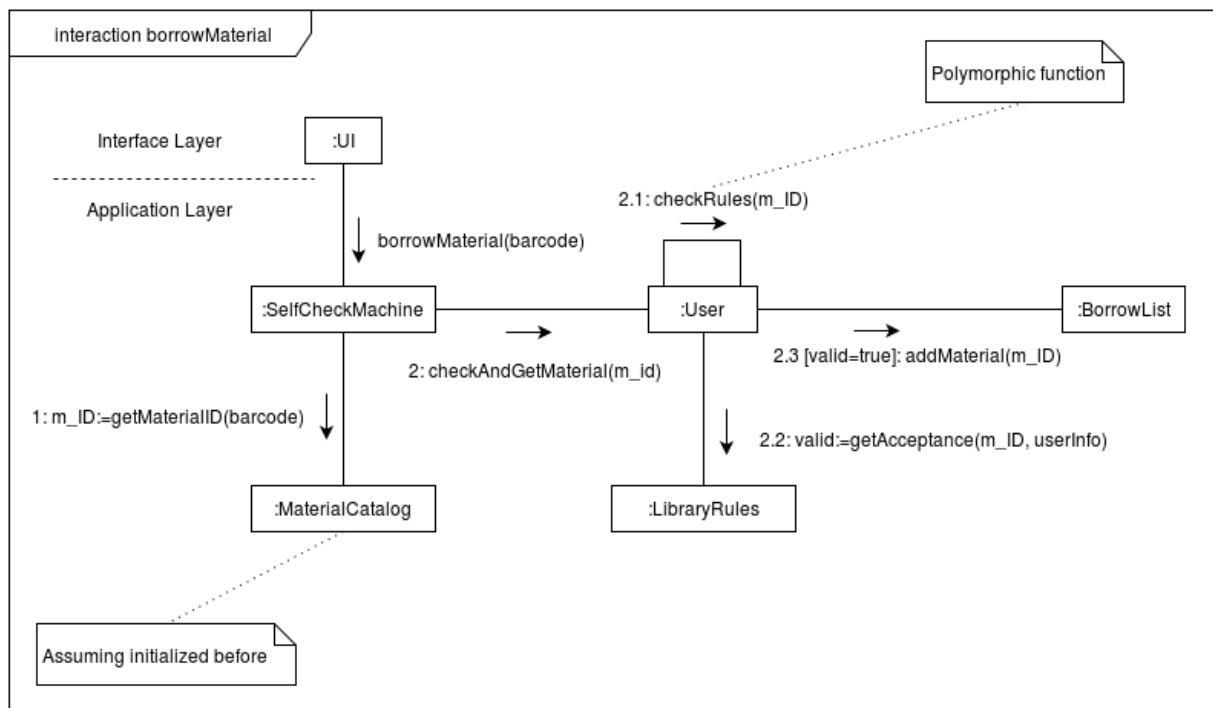 interaction borrowMaterial
Polymorphic function
Interface Layer
:UI
Application Layer
2.1: checkRules(m_ID)
borrowMaterial(barcode)
:SelfCheckMachine
:User
:BorrowList
2: checkAndGetMaterial(m_id)
2.3 [valid=true]: addMaterial(m_ID)
1: m_ID:=getMaterialID(barcode)
2.2: valid:=getAcceptance(m_ID, userInfo)
:MaterialCatalog
:LibraryRules
Assuming initialized before